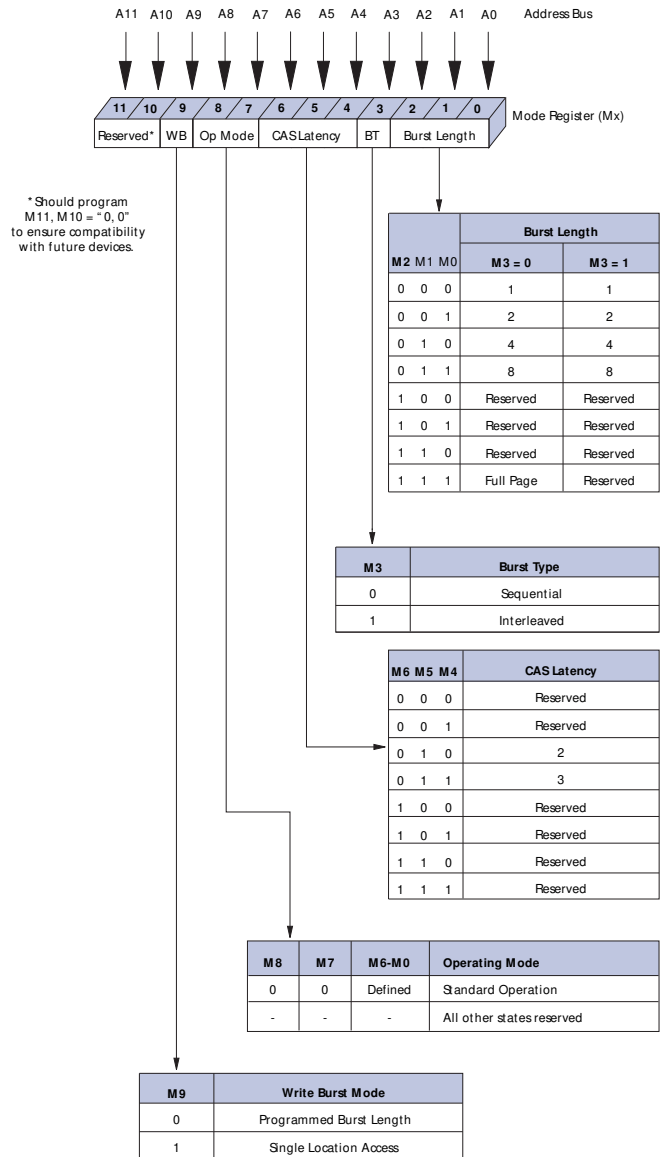 A11 A10 A9 A8 A7 A6 A5 A4 A3 A2 A1 A0 Address Bus
11 10 9 8 7 6 5 4 3 2 1 0 Mode Register (Mx)
Reserved* WB Op Mode CAS Latency BT Burst Length
*Should program
M11, M10 = "0, 0"
to ensure compatibility
with future devices.
Burst Length
M2 M1 M0 M3 = 0 M3 = 1
0 0 0 1 1
0 0 1 2 2
0 1 0 4 4
0 1 1 8 8
1 0 0 Reserved Reserved
1 0 1 Reserved Reserved
1 1 0 Reserved Reserved
1 1 1 Full Page Reserved
M3 Burst Type
0 Sequential
1 Interleaved
M6 M5 M4 CAS Latency
0 0 0 Reserved
0 0 1 Reserved
0 1 0 2
0 1 1 3
1 0 0 Reserved
1 0 1 Reserved
1 1 0 Reserved
1 1 1 Reserved
M8 M7 M6-M0 Operating Mode
0 0 Defined Standard Operation
- - - All other states reserved
M9 Write Burst Mode
0 Programmed Burst Length
1 Single Location Access